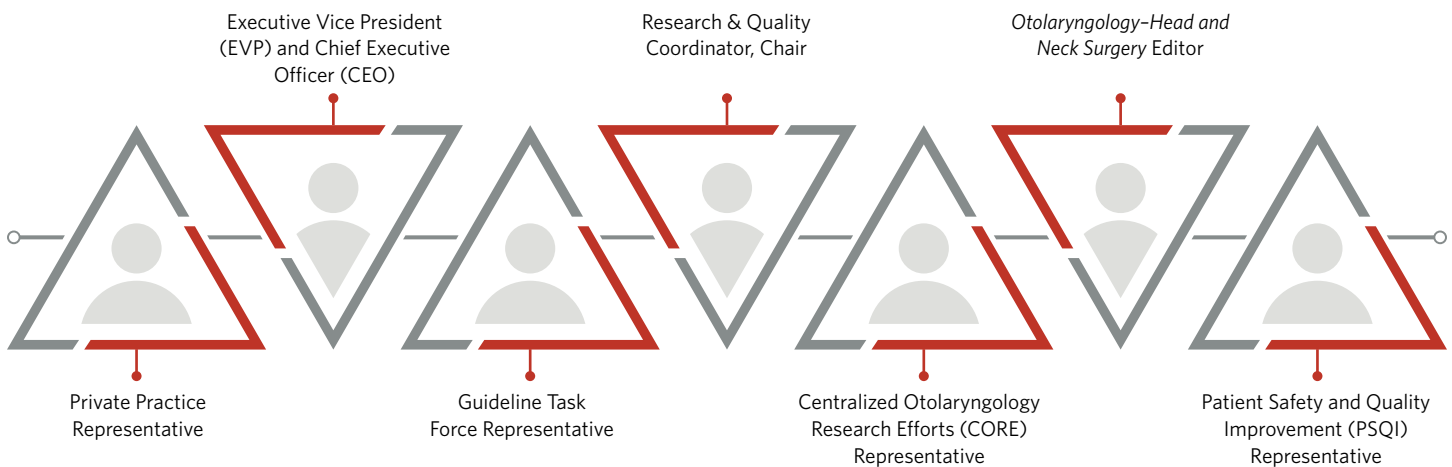 Executive Vice President
(EVP) and Chief Executive
Officer (CEO)
Research & Quality
Coordinator, Chair
Otolaryngology–Head and
Neck Surgery Editor
Private Practice
Representative
Guideline Task
Force Representative
Centralized Otolaryngology
Research Efforts (CORE)
Representative
Patient Safety and Quality
Improvement (PSQI)
Representative